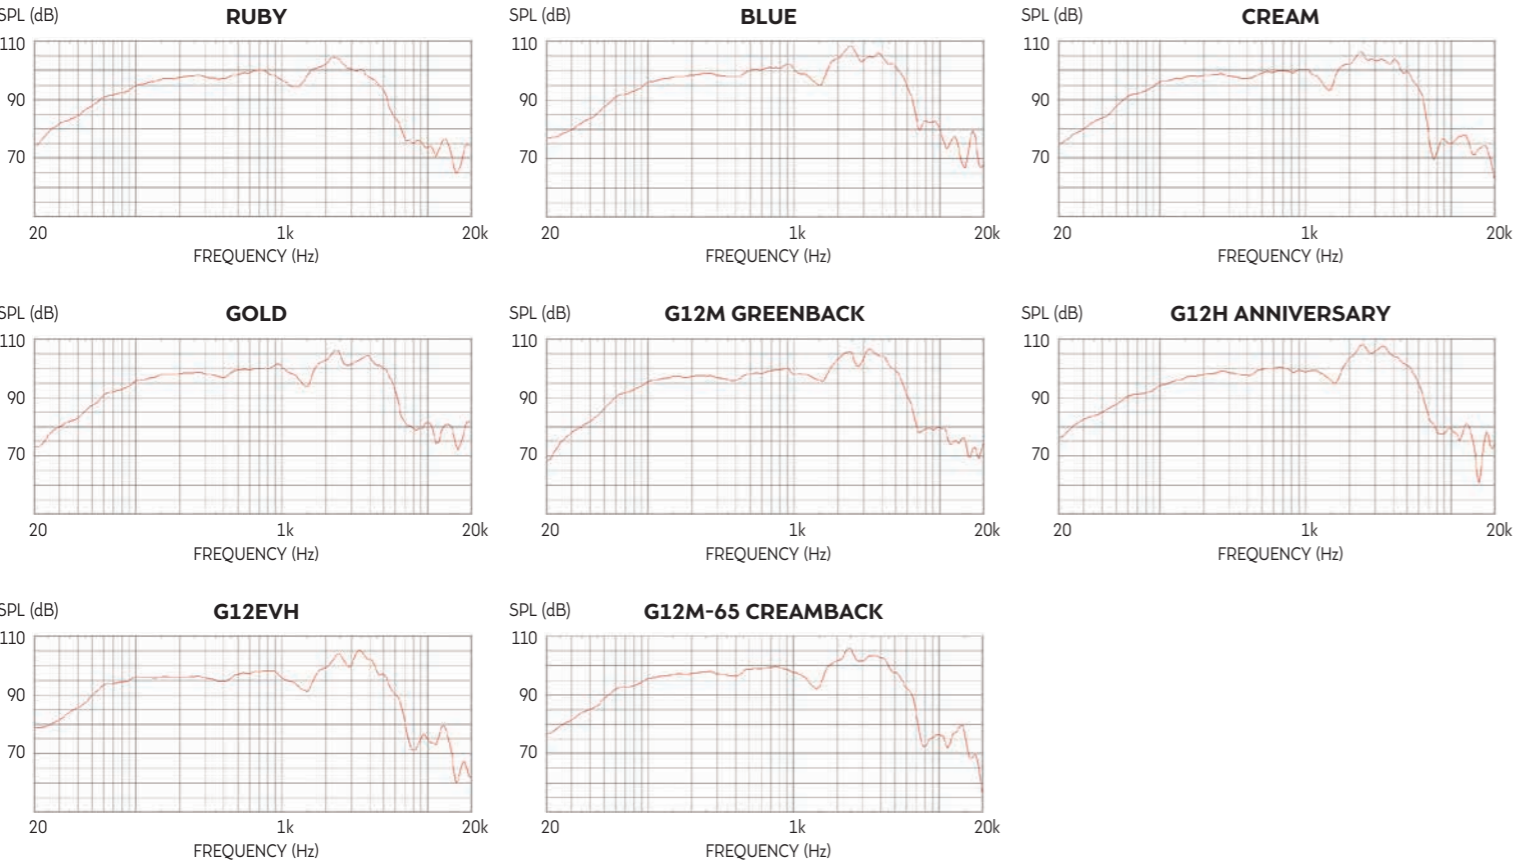 SPL (dB) RUBY
110
90
70
20 1k 20k
FREQUENCY (Hz)
SPL (dB) BLUE
110
90
70
20 1k 20k
FREQUENCY (Hz)
SPL (dB) CREAM
110
90
70
20 1k 20k
FREQUENCY (Hz)
SPL (dB) GOLD
110
90
70
20 1k 20k
FREQUENCY (Hz)
SPL (dB) G12M GREENBACK
110
90
70
20 1k 20k
FREQUENCY (Hz)
SPL (dB) G12H ANNIVERSARY
110
90
70
20 1k 20k
FREQUENCY (Hz)
SPL (dB) G12EVH
110
90
70
20 1k 20k
FREQUENCY (Hz)
SPL (dB) G12M-65 CREAMBACK
110
90
70
20 1k 20k
FREQUENCY (Hz)